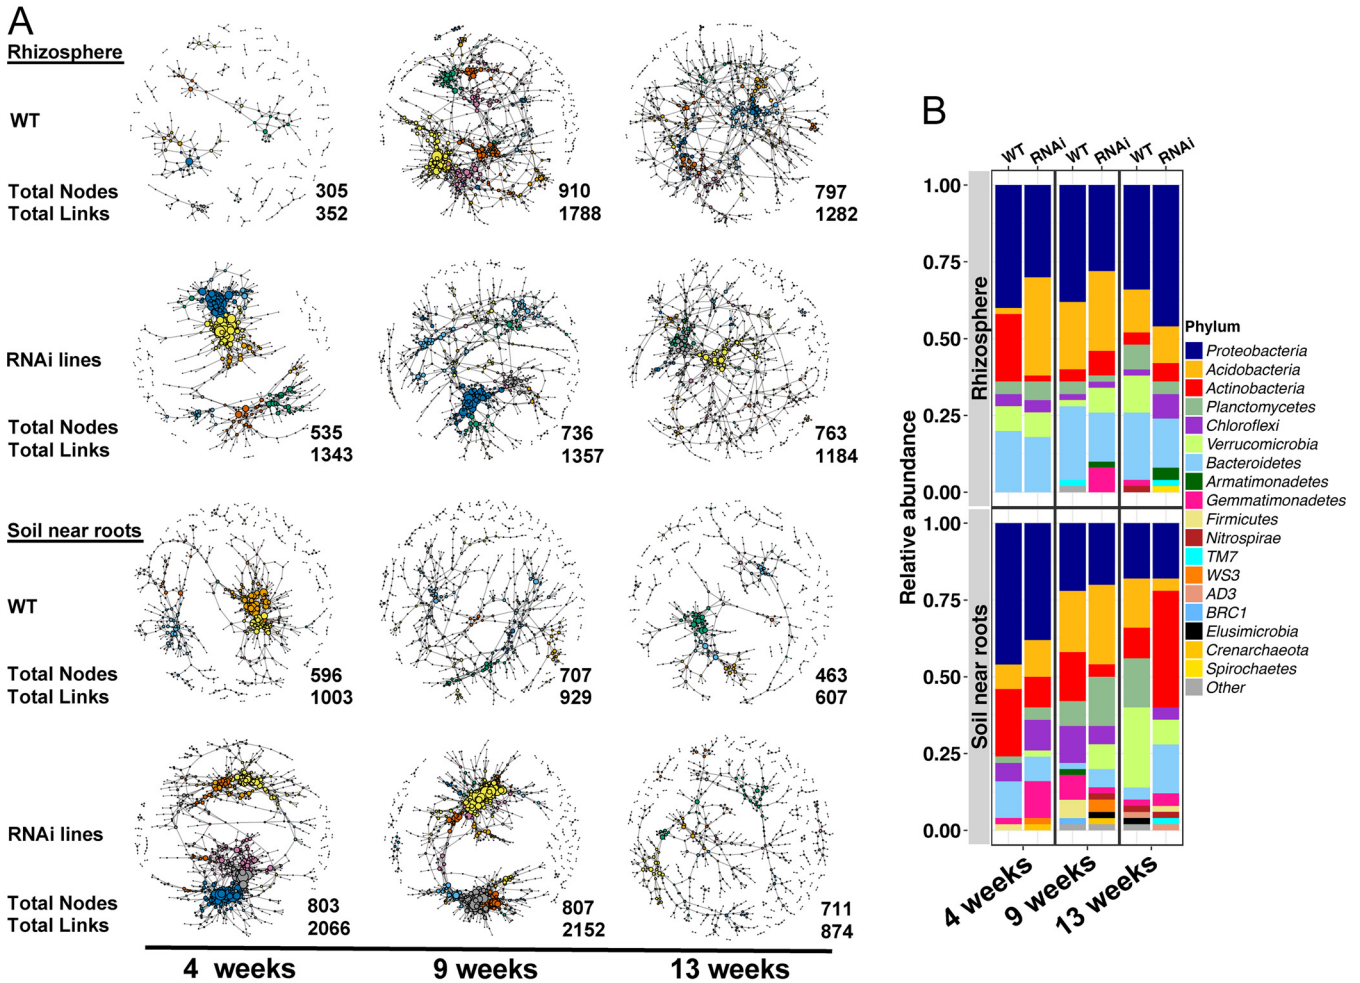 A
Rhizosphere
WT
Total Nodes 305 910 797
Total Links 352 1788 1282
RNAi lines
Total Nodes 535 736 763
Total Links 1343 1357 1184
Soil near roots
WT
Total Nodes 596 707 463
Total Links 1003 929 607
RNAi lines
Total Nodes 803 807 711
Total Links 2066 2152 874
4 weeks 9 weeks 13 weeks
B
WT RNAi WT RNAi WT RNAi
Relative abundance
Rhizosphere
1.00
0.75
0.50
0.25
0.00
Soil near roots
1.00
0.75
0.50
0.25
0.00
4 weeks 9 weeks 13 weeks
Phylum
Proteobacteria
Acidobacteria
Actinobacteria
Planctomycetes
Chloroflexi
Verrucomicrobia
Bacteroidetes
Armatimonadetes
Gemmatimonadetes
Firmicutes
Nitrospirae
TM7
WS3
AD3
BRC1
Elusimicrobia
Crenarchaeota
Spirochaetes
Other